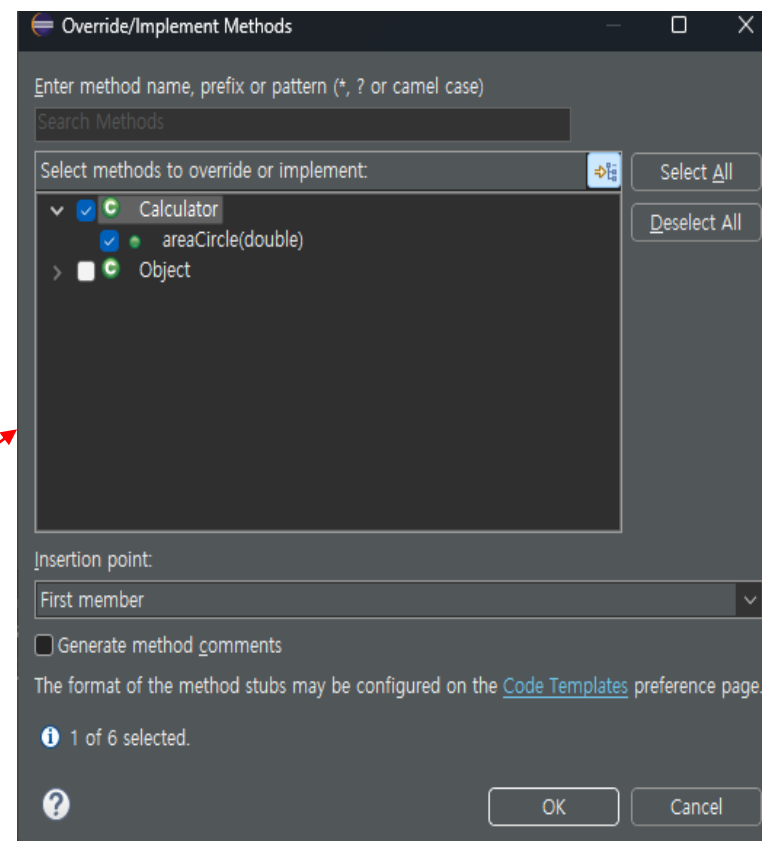 Override/Implement Methods
Enter method name, prefix or pattern (*, ? or camel case)
Search Methods
Select methods to override or implement:
Select All
Calculator
Deselect All
areaCircle(double)
Object
Insertion point:
First member
Generate method comments
The format of the method stubs may be configured on the Code Templates preference page.
1 of 6 selected.
OK
Cancel